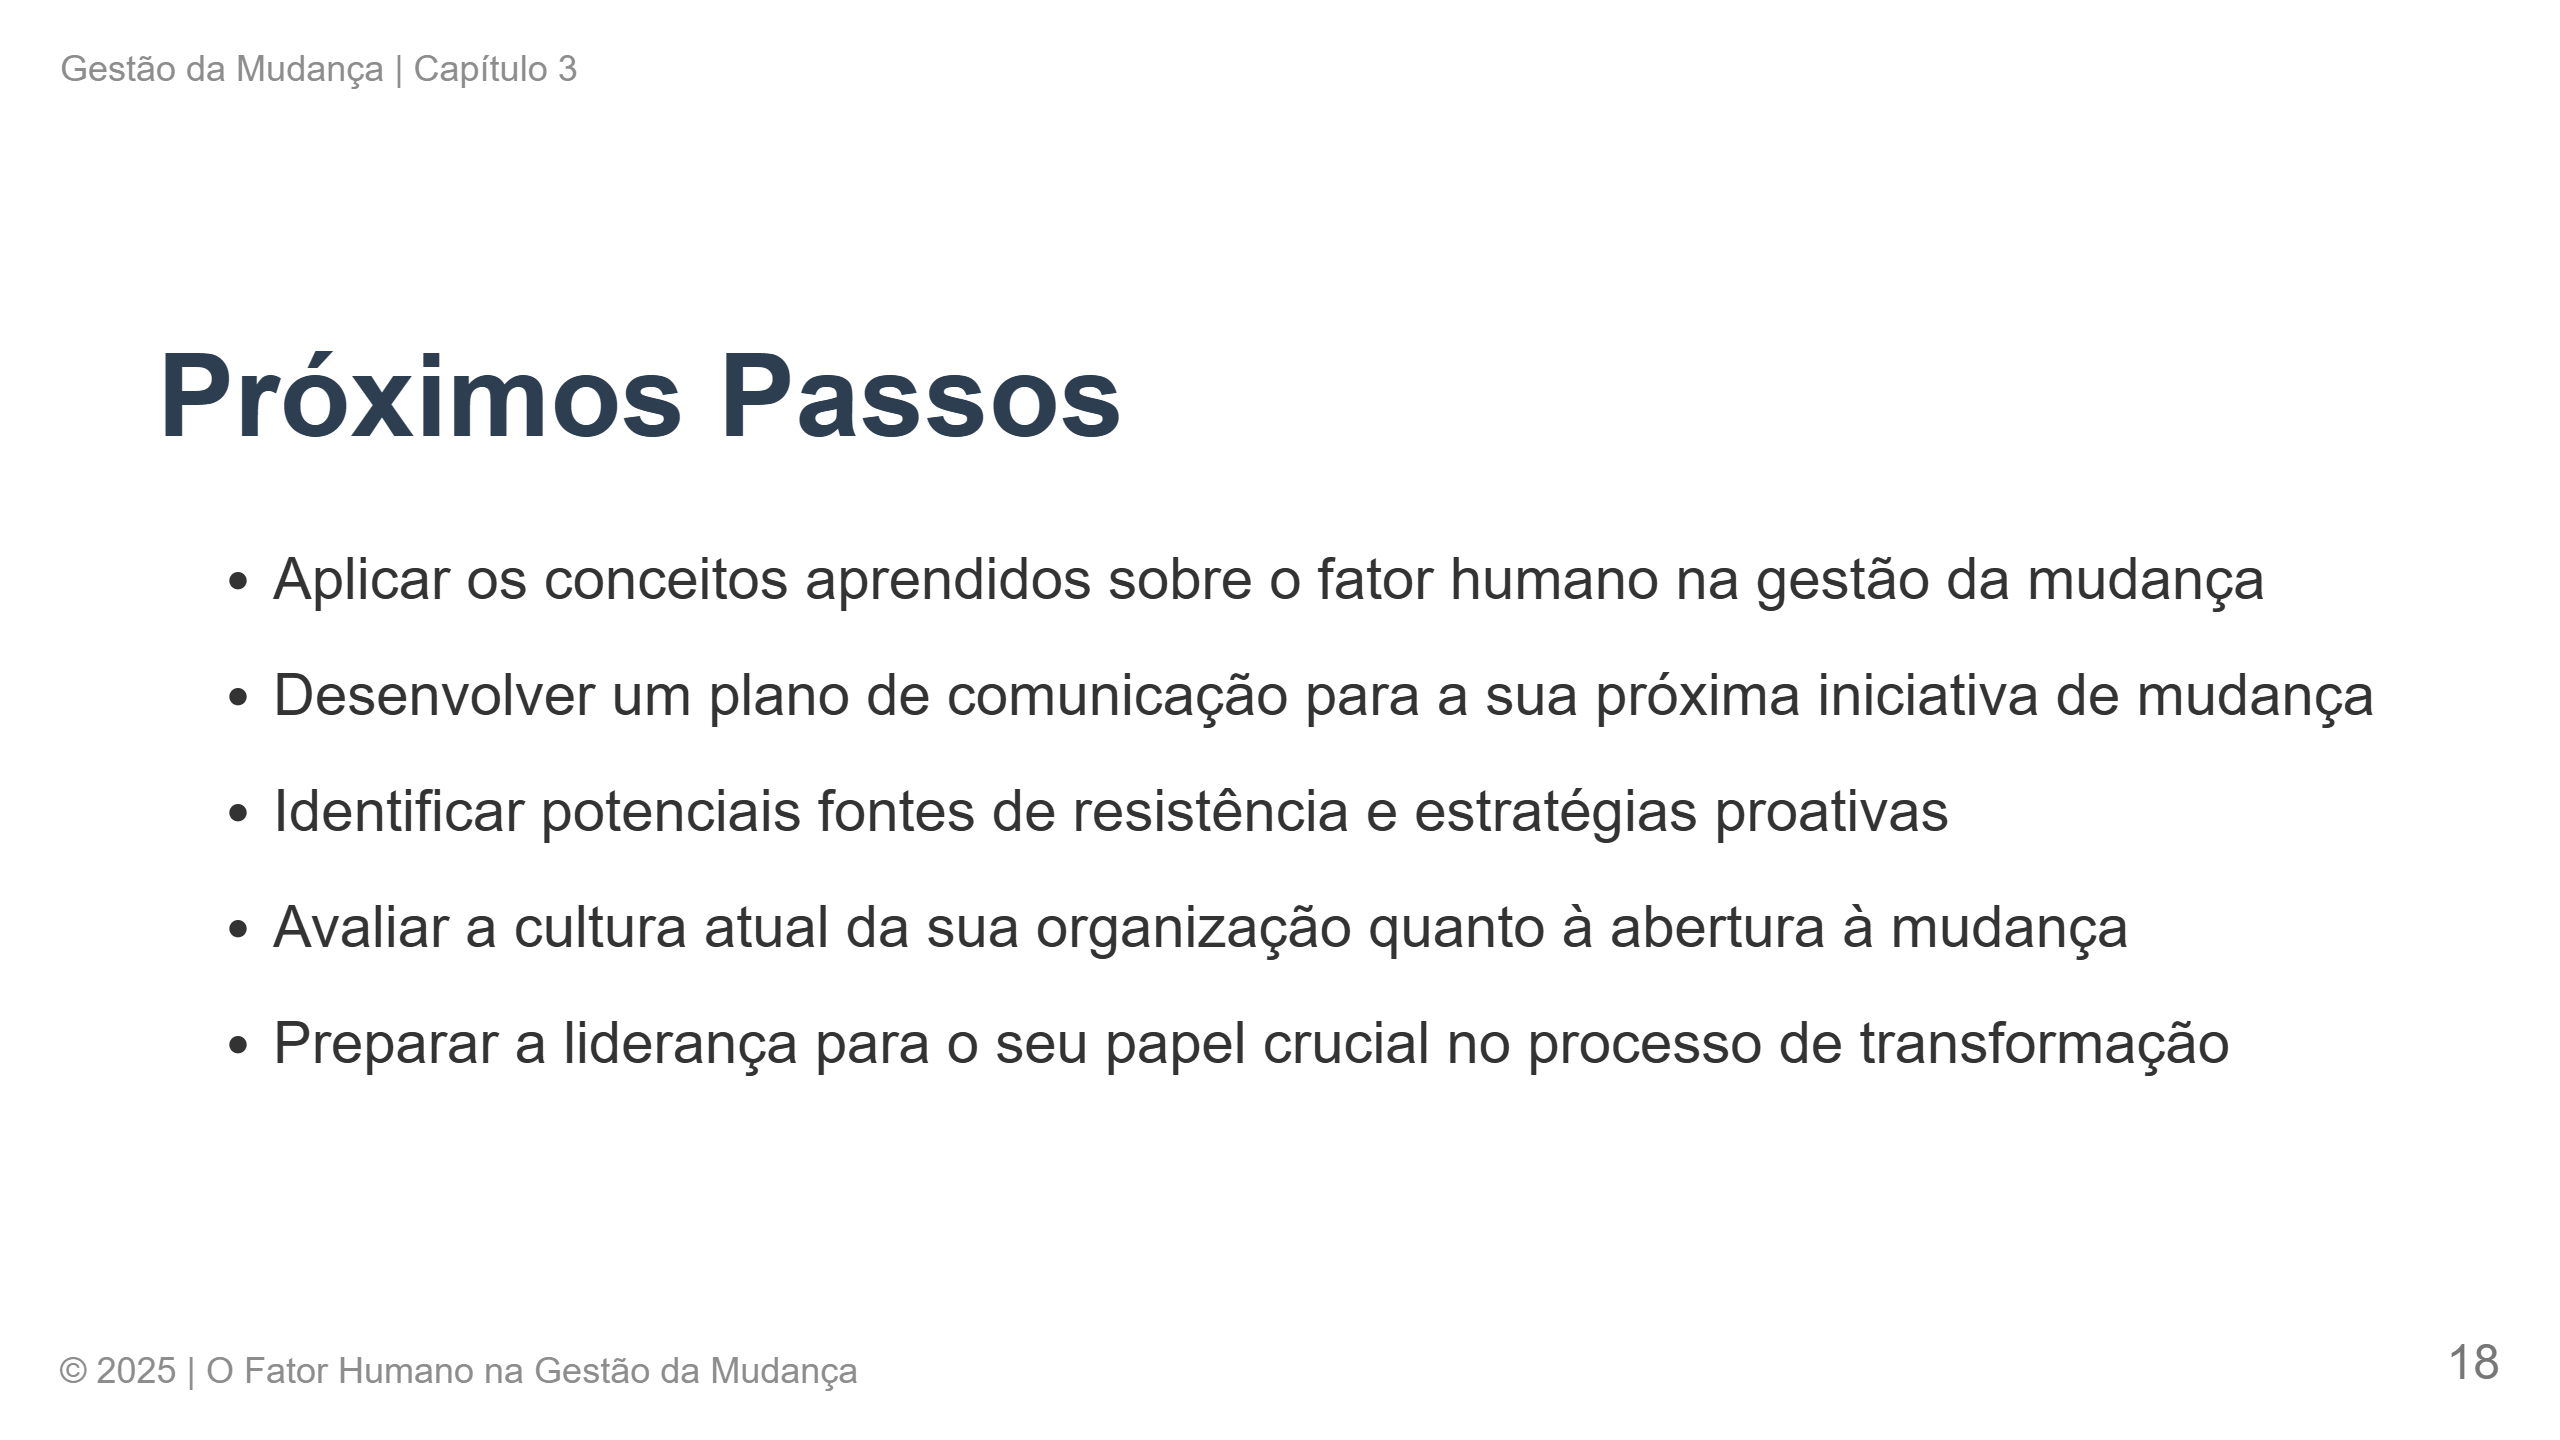 Gestão da Mudança | Capítulo 3
Próximos Passos
• Aplicar os conceitos aprendidos sobre o fator humano na gestão da mudança
• Desenvolver um plano de comunicação para a sua próxima iniciativa de mudança
• Identificar potenciais fontes de resistência e estratégias proativas
• Avaliar a cultura atual da sua organização quanto à abertura à mudança
• Preparar a liderança para o seu papel crucial no processo de transformação
© 2025 | O Fator Humano na Gestão da Mudança
18